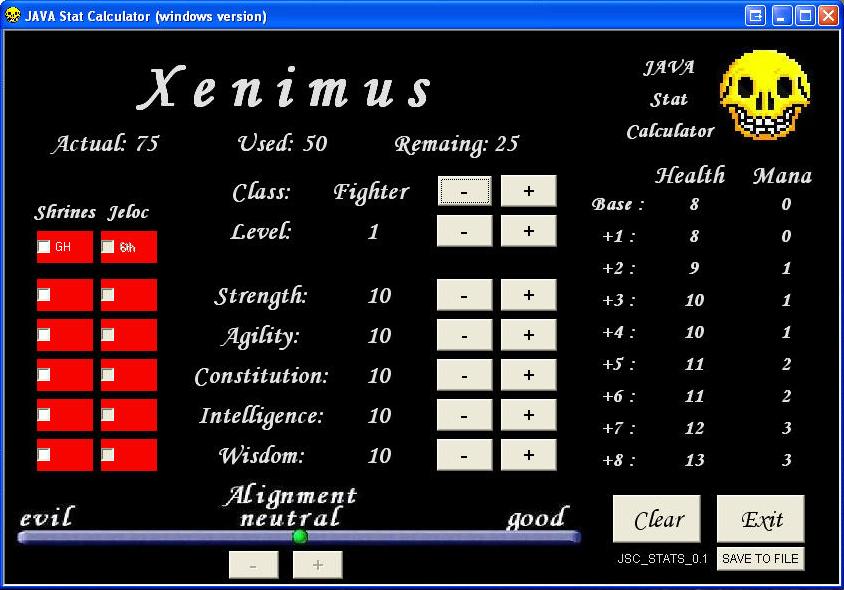 JAVA Stat Calculator (windows version)
Xenimus
JAVA
Stat
Calculator
Actual: 75 Used: 50 Remaing: 25
Health Mana
Class: Fighter - +
Base : 8 0
Shrines Jeloc
Level: 1 - +
+1 : 8 0
GH 6th
+2 : 9 1
Strength: 10 - +
+3 : 10 1
Agility: 10 - +
+4 : 10 1
+5 : 11 2
Constitution: 10 - +
+6 : 11 2
Intelligence: 10 - +
+7 : 12 3
Wisdom: 10 - +
+8 : 13 3
Alignment
evil neutral good
Clear Exit
- +
JSC_STATS_0.1 SAVE TO FILE